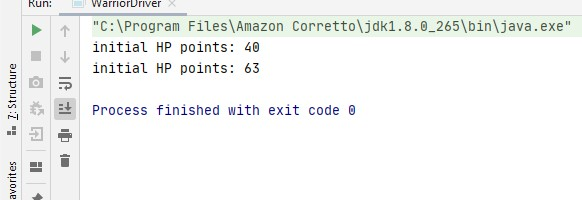 Run: WarriorDriver
"C:\Program Files\Amazon Corretto\jdk1.8.0_265\bin\java.exe"
initial HP points: 40
initial HP points: 63
Process finished with exit code 0
Z: Structure
avorites